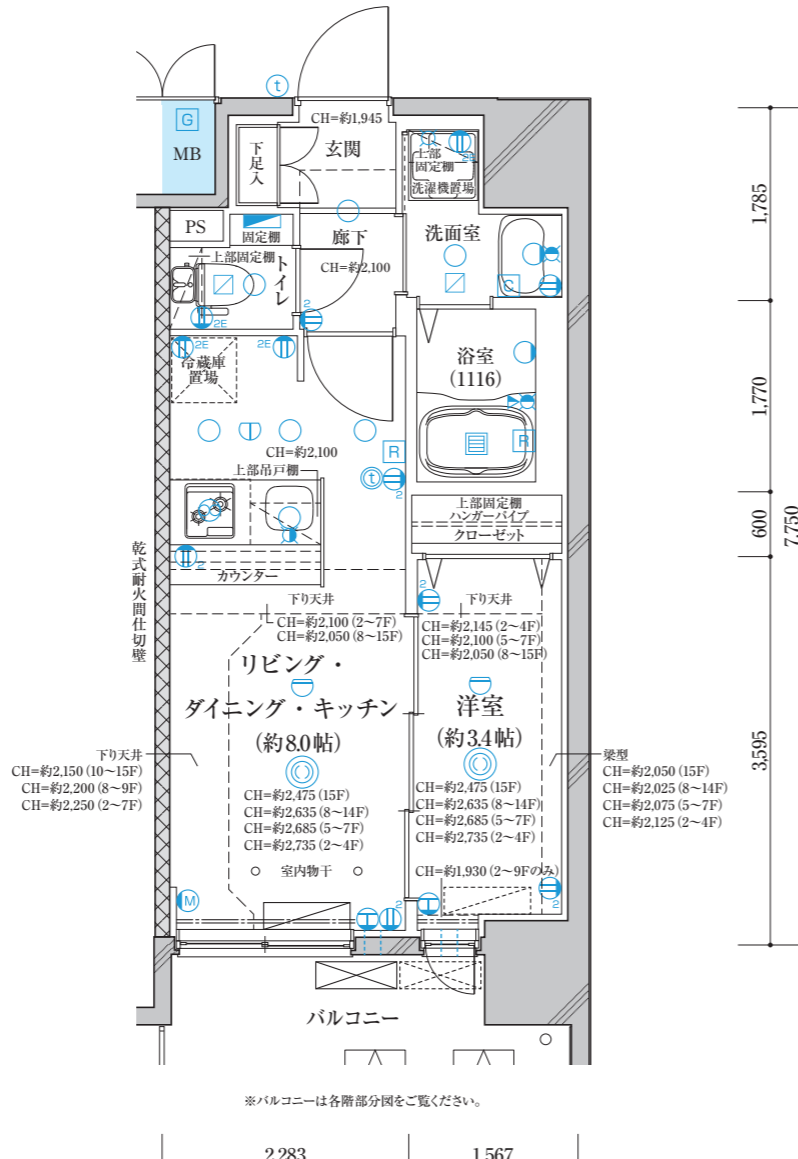 t
G
MB
CH=約1,945
玄関
下足入
上部
固定棚
2E
洗濯機置場
PS
固定棚
廊下
洗面室
上部固定棚
トイレ
CH=約2,100
C
2E
2
2E
2E
冷蔵庫
置場
浴室
(1116)
R
CH=約2,100
R
上部吊戸棚
t
2
上部固定棚
ハンガーパイプ
クローゼット
乾式耐火間仕切壁
2
カウンター
2
下り天井
CH=約2,100 (2〜7F)
CH=約2,050 (8〜15F)
下り天井
CH=約2,145 (2〜4F)
CH=約2,100 (5〜7F)
CH=約2,050 (8〜15F)
リビング・
ダイニング・キッチン
(約8.0帖)
洋室
(約3.4帖)
下り天井
CH=約2,150 (10〜15F)
CH=約2,200 (8〜9F)
CH=約2,250 (2〜7F)
CH=約2,475 (15F)
CH=約2,635 (8〜14F)
CH=約2,685 (5〜7F)
CH=約2,735 (2〜4F)
CH=約2,475 (15F)
CH=約2,635 (8〜14F)
CH=約2,685 (5〜7F)
CH=約2,735 (2〜4F)
梁型
CH=約2,050 (15F)
CH=約2,025 (8〜14F)
CH=約2,075 (5〜7F)
CH=約2,125 (2〜4F)
室内物干
CH=約1,930 (2〜9Fのみ)
M
2
2
バルコニー
※バルコニーは各階部分図をご覧ください。
1,785
1,770
600
3,595
7,750
2,283
1,567